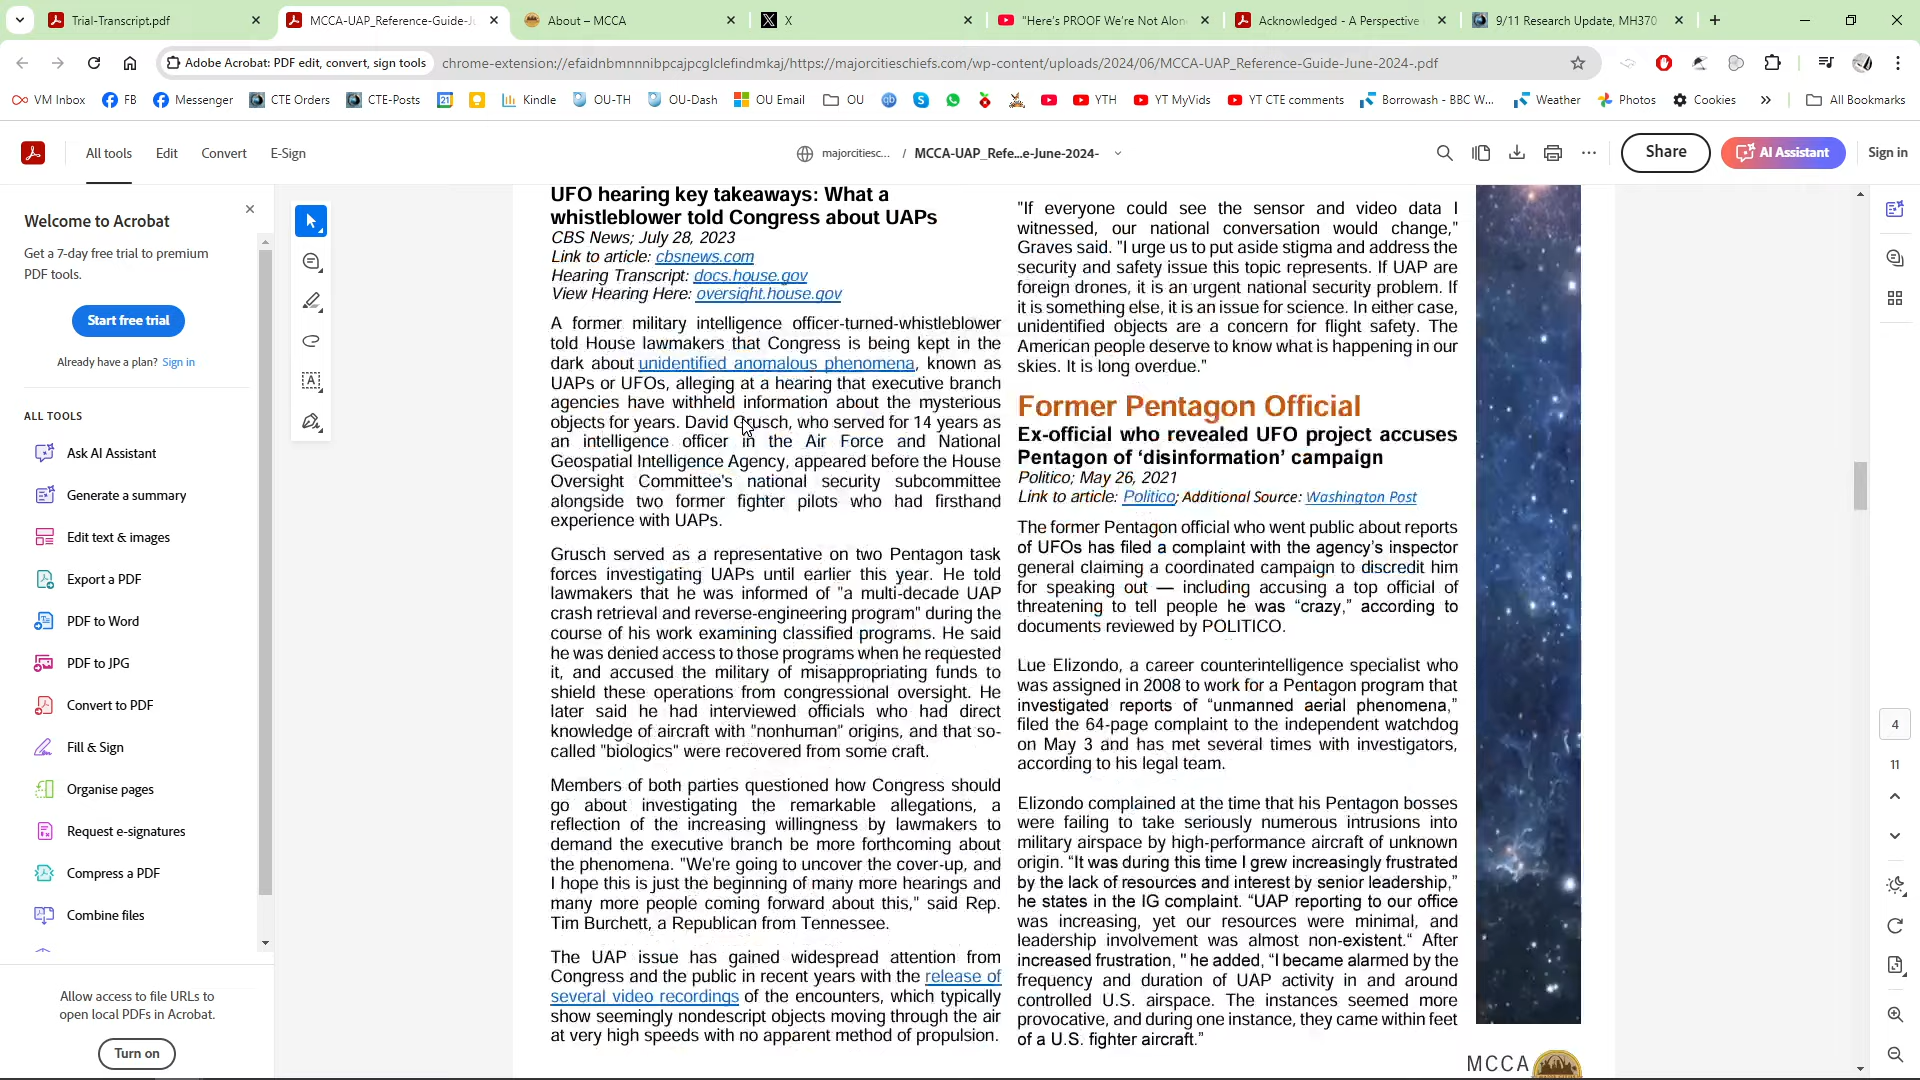 Trial-Transcript.pdf
MCCA-UAP_Reference-Guide-Ju
About – MCCA
X
"Here's PROOF We're Not Alon
Acknowledged - A Perspective
9/11 Research Update, MH370
Adobe Acrobat: PDF edit, convert, sign tools
chrome-extension://efaidnbmnnnibpcajpcglclefindmkaj/https://majorcitieschiefs.com/wp-content/uploads/2024/06/MCCA-UAP_Reference-Guide-June-2024-.pdf
VM Inbox
FB
Messenger
CTE Orders
CTE-Posts
Kindle
OU-TH
OU-Dash
OU Email
OU
YTH
YT MyVids
YT CTE comments
Borrowash - BBC W...
Weather
Photos
Cookies
All Bookmarks
All tools
Edit
Convert
E-Sign
majorcitiesc... / MCCA-UAP_Refe...e-June-2024-
Share
AI Assistant
Sign in
Welcome to Acrobat
Get a 7-day free trial to premium
PDF tools.
Start free trial
Already have a plan? Sign in
ALL TOOLS
Ask AI Assistant
Generate a summary
Edit text & images
Export a PDF
PDF to Word
PDF to JPG
Convert to PDF
Fill & Sign
Organise pages
Request e-signatures
Compress a PDF
Combine files
Allow access to file URLs to
open local PDFs in Acrobat.
Turn on
UFO hearing key takeaways: What a
whistleblower told Congress about UAPs
CBS News; July 28, 2023
Link to article: cbsnews.com
Hearing Transcript: docs.house.gov
View Hearing Here: oversight.house.gov
A former military intelligence officer-turned-whistleblower
told House lawmakers that Congress is being kept in the
dark about unidentified anomalous phenomena, known as
UAPs or UFOs, alleging at a hearing that executive branch
agencies have withheld information about the mysterious
objects for years. David Grusch, who served for 14 years as
an intelligence officer in the Air Force and National
Geospatial Intelligence Agency, appeared before the House
Oversight Committee's national security subcommittee
alongside two former fighter pilots who had firsthand
experience with UAPs.
Grusch served as a representative on two Pentagon task
forces investigating UAPs until earlier this year. He told
lawmakers that he was informed of "a multi-decade UAP
crash retrieval and reverse-engineering program" during the
course of his work examining classified programs. He said
he was denied access to those programs when he requested
it, and accused the military of misappropriating funds to
shield these operations from congressional oversight. He
later said he had interviewed officials who had direct
knowledge of aircraft with "nonhuman" origins, and that so-
called "biologics" were recovered from some craft.
Members of both parties questioned how Congress should
go about investigating the remarkable allegations, a
reflection of the increasing willingness by lawmakers to
demand the executive branch be more forthcoming about
the phenomena. "We're going to uncover the cover-up, and
I hope this is just the beginning of many more hearings and
many more people coming forward about this," said Rep.
Tim Burchett, a Republican from Tennessee.
The UAP issue has gained widespread attention from
Congress and the public in recent years with the release of
several video recordings of the encounters, which typically
show seemingly nondescript objects moving through the air
at very high speeds with no apparent method of propulsion.
"If everyone could see the sensor and video data I
witnessed, our national conversation would change,"
Graves said. "I urge us to put aside stigma and address the
security and safety issue this topic represents. If UAP are
foreign drones, it is an urgent national security problem. If
it is something else, it is an issue for science. In either case,
unidentified objects are a concern for flight safety. The
American people deserve to know what is happening in our
skies. It is long overdue."
Former Pentagon Official
Ex-official who revealed UFO project accuses
Pentagon of ‘disinformation’ campaign
Politico; May 26, 2021
Link to article: Politico; Additional Source: Washington Post
The former Pentagon official who went public about reports
of UFOs has filed a complaint with the agency’s inspector
general claiming a coordinated campaign to discredit him
for speaking out — including accusing a top official of
threatening to tell people he was “crazy,” according to
documents reviewed by POLITICO.
Lue Elizondo, a career counterintelligence specialist who
was assigned in 2008 to work for a Pentagon program that
investigated reports of “unmanned aerial phenomena,”
filed the 64-page complaint to the independent watchdog
on May 3 and has met several times with investigators,
according to his legal team.
Elizondo complained at the time that his Pentagon bosses
were failing to take seriously numerous intrusions into
military airspace by high-performance aircraft of unknown
origin. “It was during this time I grew increasingly frustrated
by the lack of resources and interest by senior leadership,”
he states in the IG complaint. “UAP reporting to our office
was increasing, yet our resources were minimal, and
leadership involvement was almost non-existent.“ After
increased frustration, " he added, “I became alarmed by the
frequency and duration of UAP activity in and around
controlled U.S. airspace. The instances seemed more
provocative, and during one instance, they came within feet
of a U.S. fighter aircraft.”
MCCA
4
11